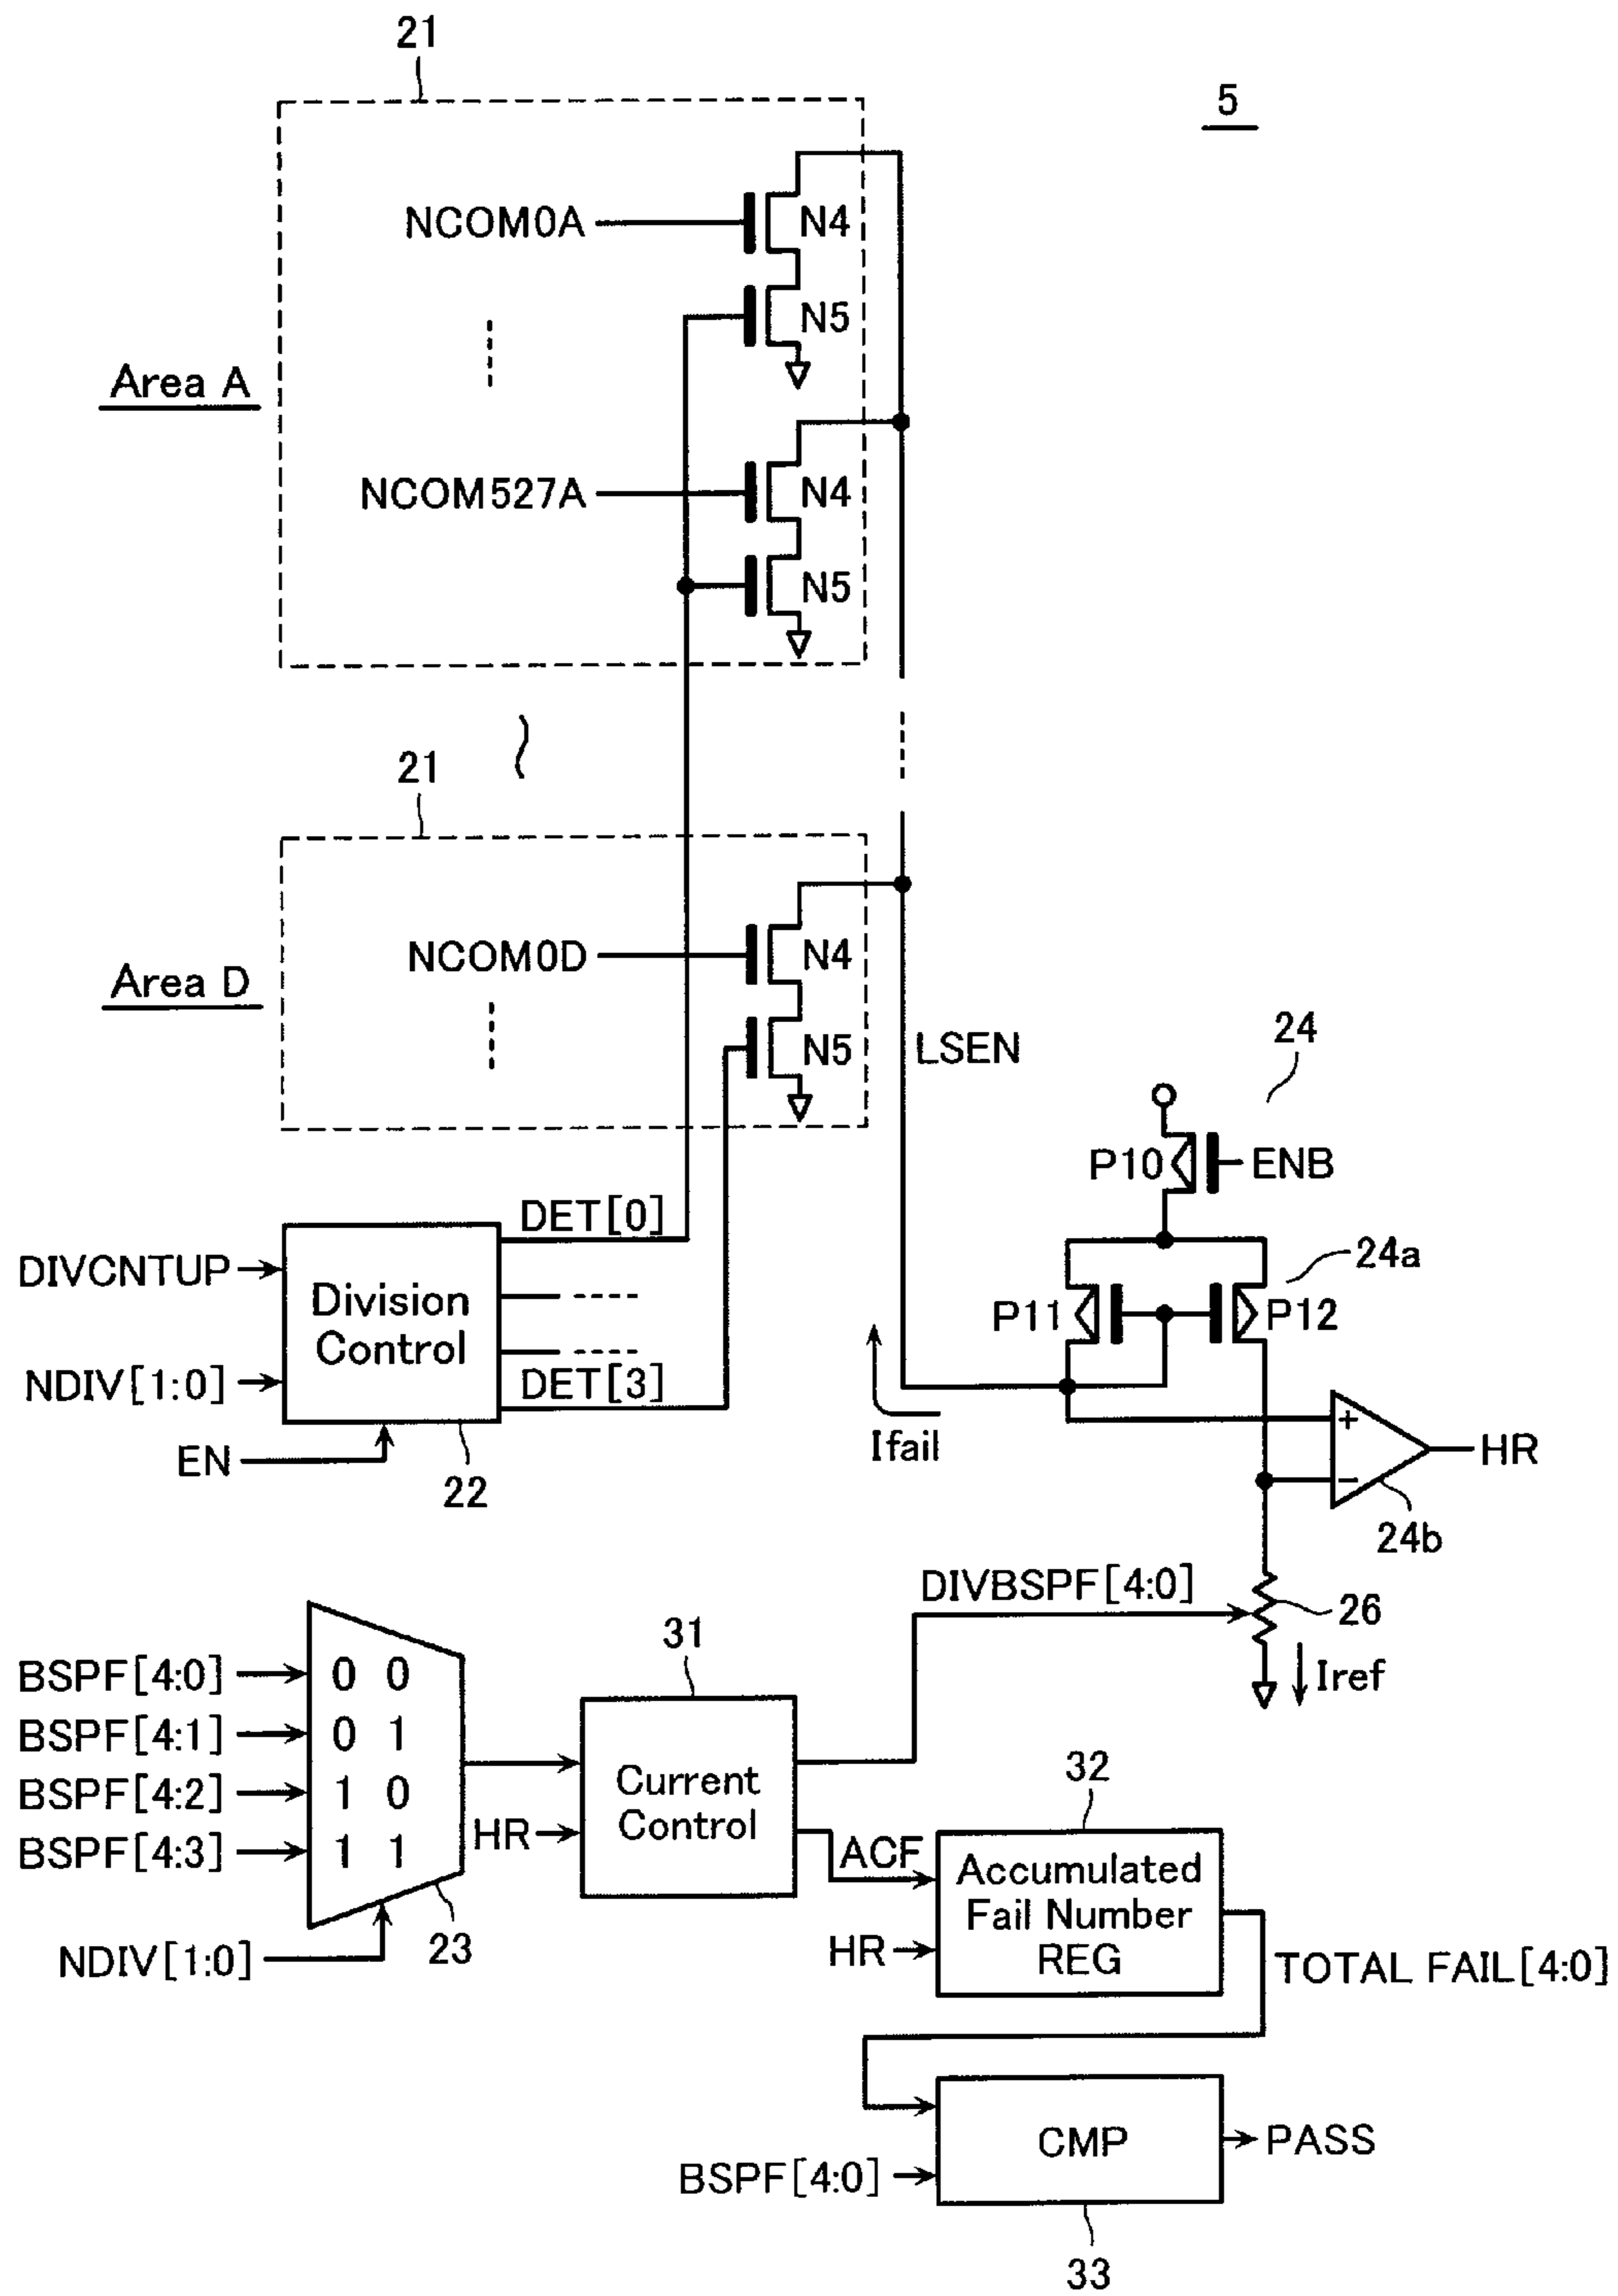 21
5
NCOM0A
N4
N5
Area A
NCOM527A
N4
N5
21
NCOM0D
N4
Area D
N5
LSEN
24
P10
ENB
DET[0]
24a
DIVCNTUP
Division
Control
P11
P12
NDIV[1:0]
DET[3]
+
Ifail
HR
EN
22
−
24b
DIVBSPF[4:0]
26
31
BSPF[4:0]
0 0
Iref
BSPF[4:1]
0 1
BSPF[4:2]
1 0
Current
Control
32
BSPF[4:3]
1 1
HR
ACF
Accumulated
Fail Number
REG
23
NDIV[1:0]
HR
TOTAL FAIL[4:0]
CMP
PASS
BSPF[4:0]
33